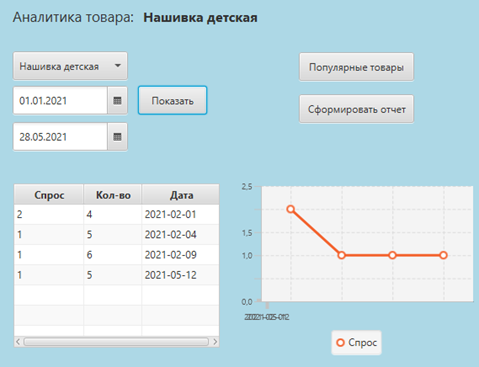 Аналитика товара: Нашивка детская
Нашивка детская
Популярные товары
01.01.2021
Показать
Сформировать отчет
28.05.2021
Спрос Кол-во Дата
2 4 2021-02-01
1 5 2021-02-04
1 6 2021-02-09
1 5 2021-05-12
2,5
1,5
1,0
0,0
Спрос